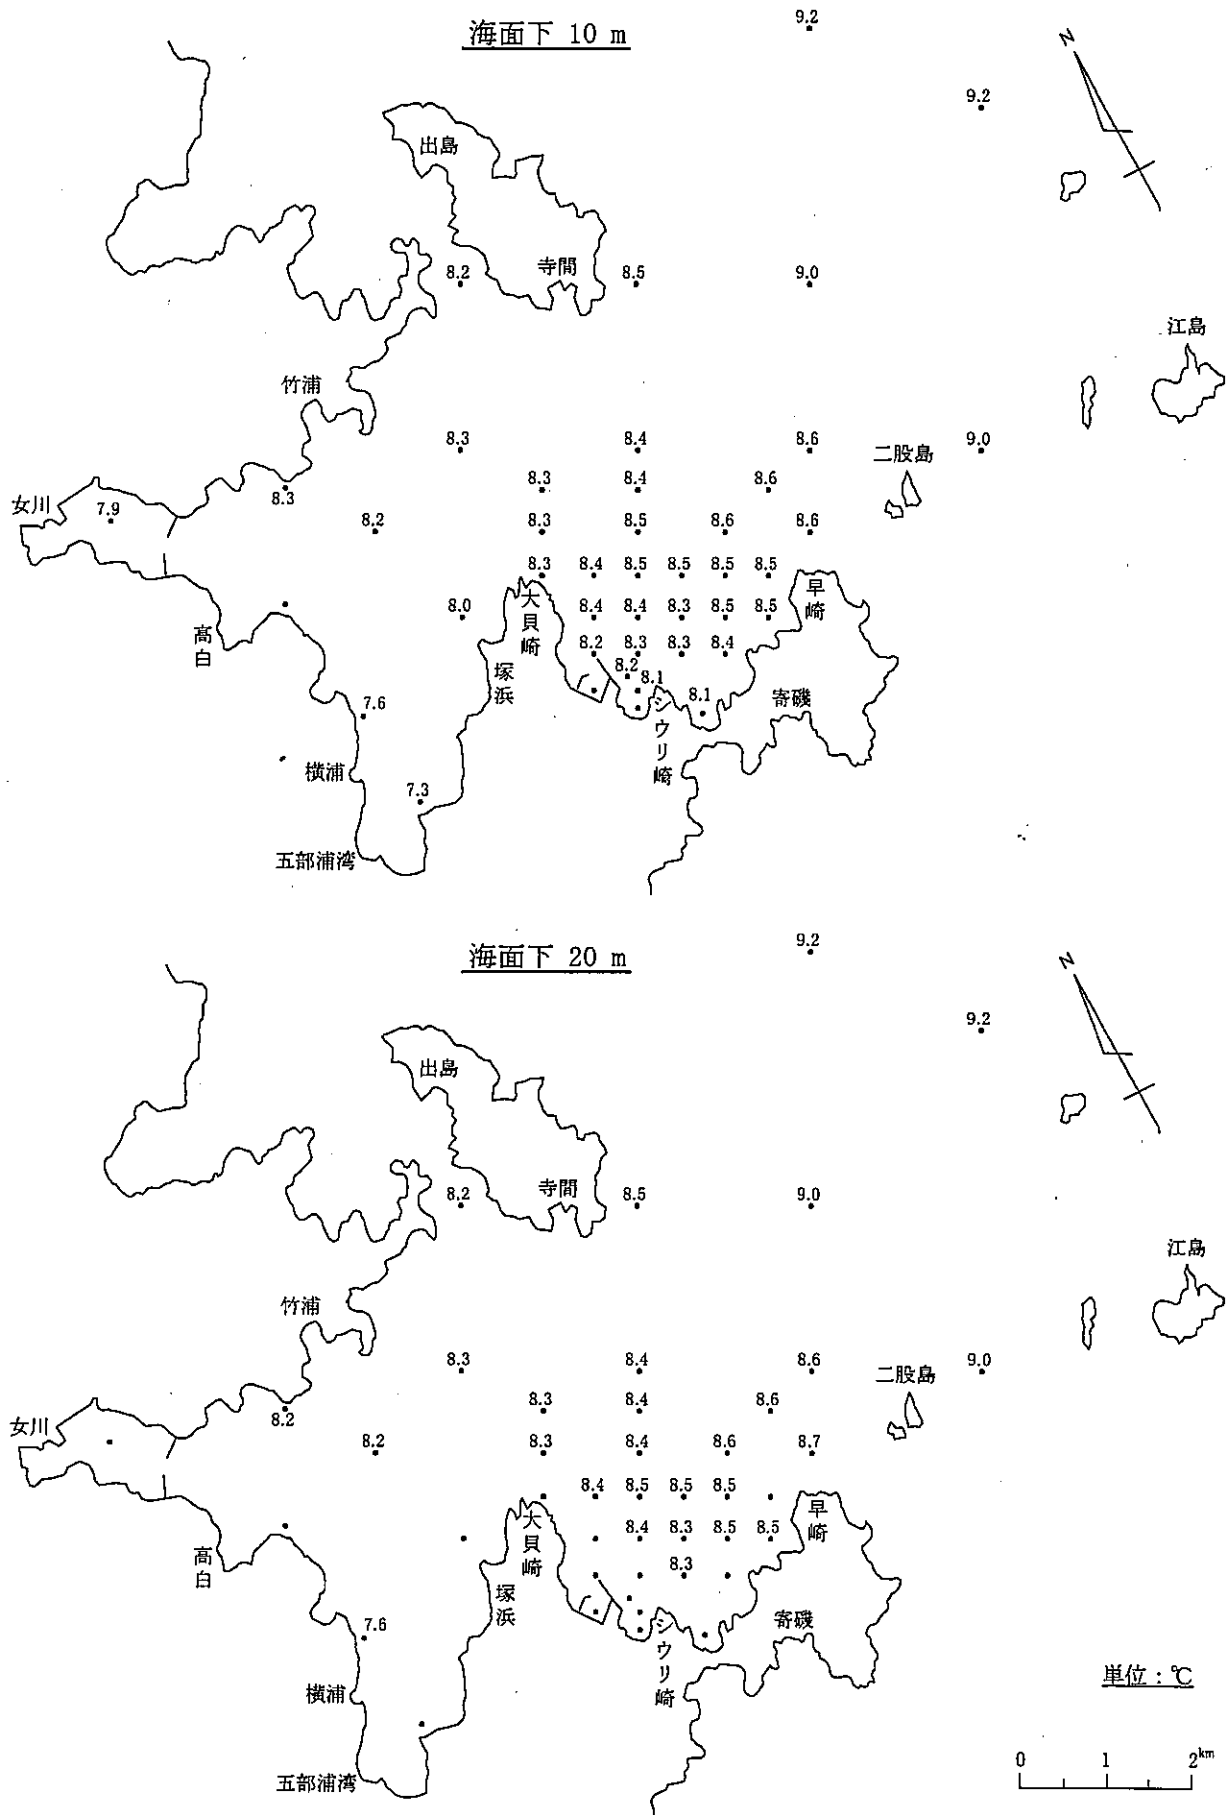 海面下 10 m
9.2
N
9.2
出島
8.2
寺間
8.5
9.0
江島
竹浦
8.3
8.4
8.6
9.0
二股島
8.3
8.4
8.6
女川
7.9
8.3
8.2
8.3
8.5
8.6
8.6
8.3
8.4
8.5
8.5
8.5
8.5
早崎
大貝崎
8.0
8.4
8.4
8.3
8.5
8.5
高白
8.2
8.3
8.3
8.4
塚浜
8.2
8.1
8.1
シウリ崎
寄磯
7.6
横浦
7.3
五部浦湾
海面下 20 m
9.2
N
9.2
出島
8.2
寺間
8.5
9.0
江島
竹浦
8.3
8.4
8.6
9.0
二股島
8.3
8.4
8.6
女川
8.2
8.2
8.3
8.4
8.6
8.7
8.4
8.5
8.5
8.5
早崎
大貝崎
8.4
8.3
8.5
8.5
高白
8.3
塚浜
7.6
シウリ崎
寄磯
横浦
単位：℃
五部浦湾
0 1 2km